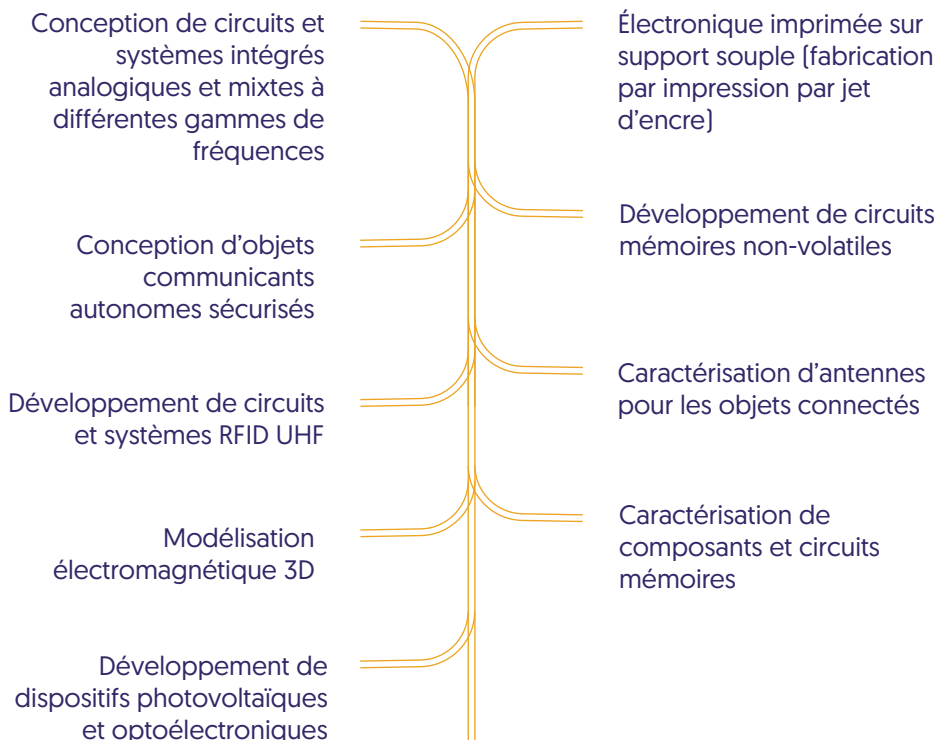 Conception de circuits et
systèmes intégrés
analogiques et mixtes à
différentes gammes de
fréquences
Électronique imprimée sur
support souple (fabrication
par impression par jet
d'encre)
Conception d'objets
communicants
autonomes sécurisés
Développement de circuits
mémoires non-volatiles
Développement de circuits
et systèmes RFID UHF
Caractérisation d'antennes
pour les objets connectés
Modélisation
électromagnétique 3D
Caractérisation de
composants et circuits
mémoires
Développement de
dispositifs photovoltaïques
et optoélectroniques